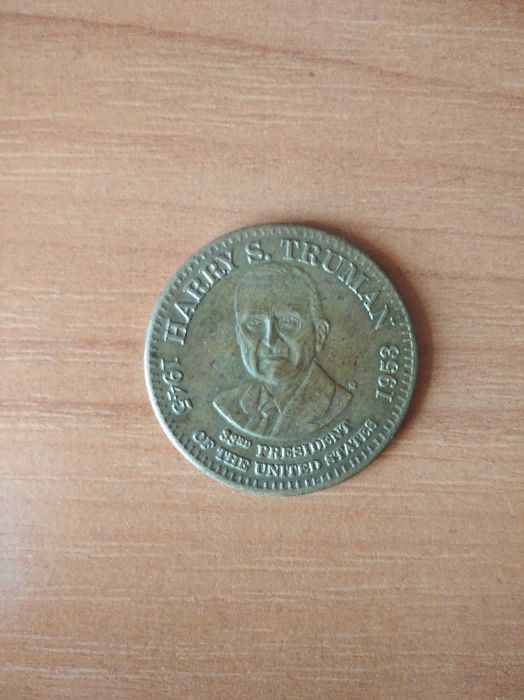 HARRY S. TRUMAN
1945
1953
33RD PRESIDENT
OF THE UNITED STATES